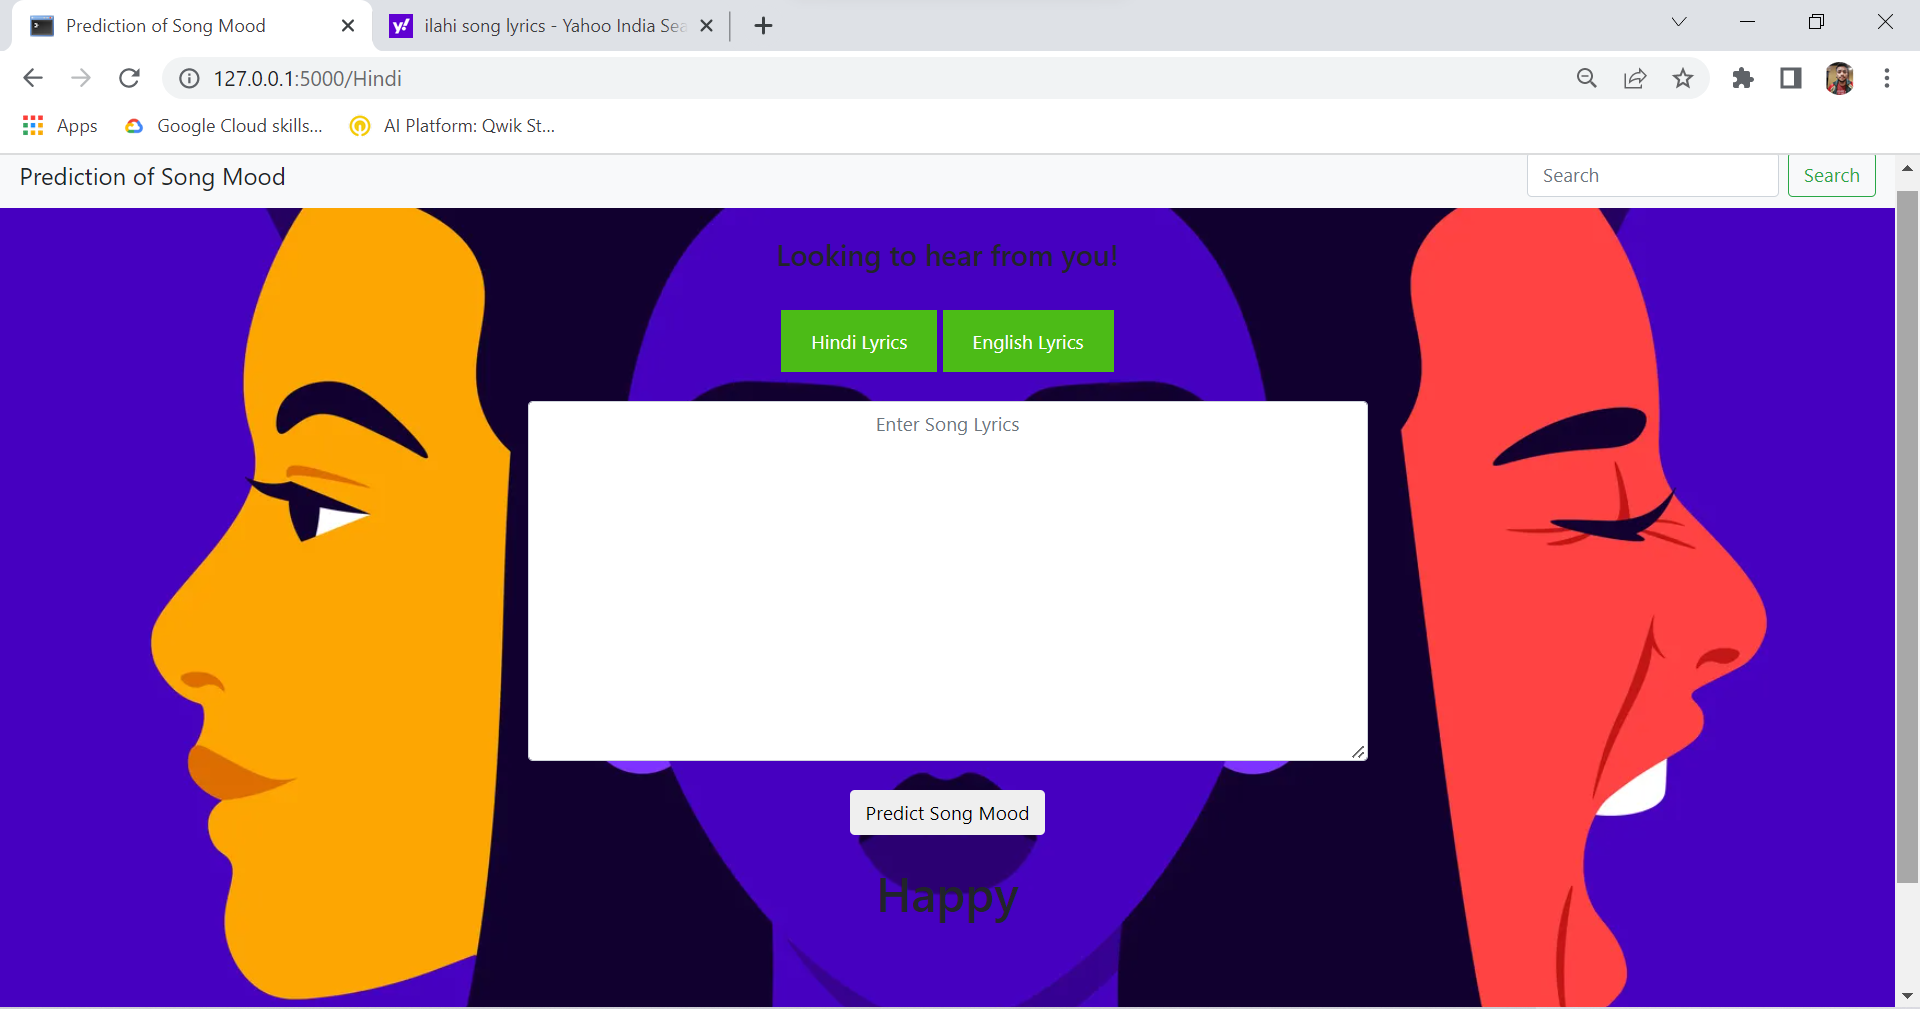 Prediction of Song Mood
ilahi song lyrics - Yahoo India Sea
127.0.0.1:5000/Hindi
Apps
Google Cloud skills...
AI Platform: Qwik St...
Prediction of Song Mood
Search
Search
Looking to hear from you!
Hindi Lyrics
English Lyrics
Enter Song Lyrics
Predict Song Mood
Happy